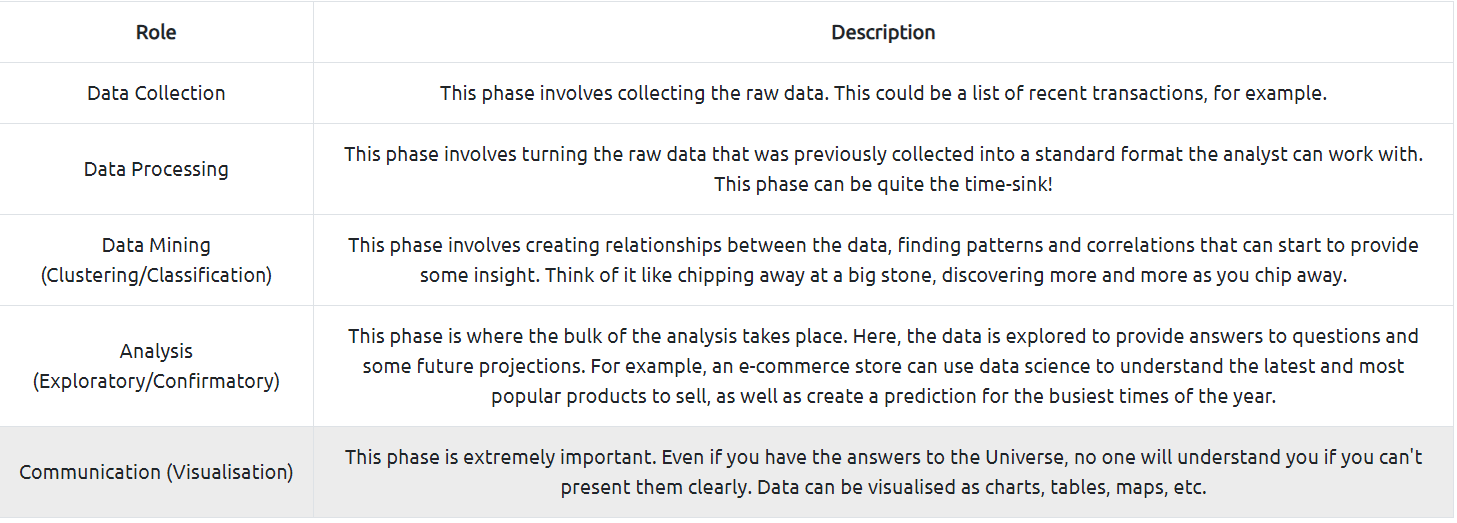 Role
Description
Data Collection
This phase involves collecting the raw data. This could be a list of recent transactions, for example.
Data Processing
This phase involves turning the raw data that was previously collected into a standard format the analyst can work with.
This phase can be quite the time-sink!
Data Mining
(Clustering/Classification)
This phase involves creating relationships between the data, finding patterns and correlations that can start to provide
some insight. Think of it like chipping away at a big stone, discovering more and more as you chip away.
Analysis
(Exploratory/Confirmatory)
This phase is where the bulk of the analysis takes place. Here, the data is explored to provide answers to questions and
some future projections. For example, an e-commerce store can use data science to understand the latest and most
popular products to sell, as well as create a prediction for the busiest times of the year.
Communication (Visualisation)
This phase is extremely important. Even if you have the answers to the Universe, no one will understand you if you can't
present them clearly. Data can be visualised as charts, tables, maps, etc.